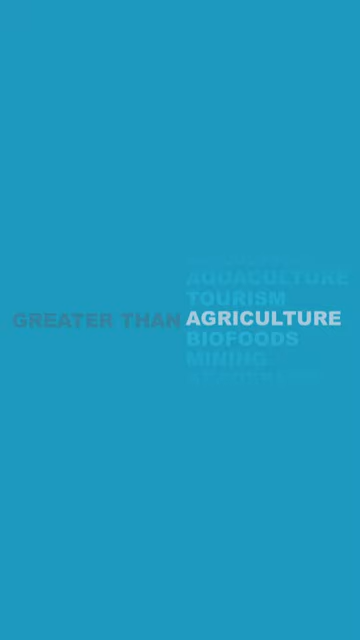 AQUACULTURE
TOURISM
GREATER THAN AGRICULTURE
BIOFOODS
MINING